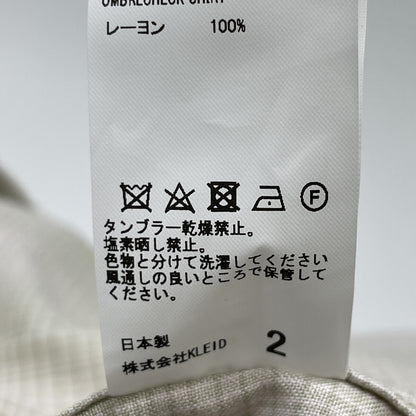 OMBRECHECK SHIRT
レーヨン 100%
F
タンブラー乾燥禁止。
塩素晒し禁止。
色物と分けて洗濯してください
風通しの良いところで保管して
ください。
日本製
株式会社KLEID 2